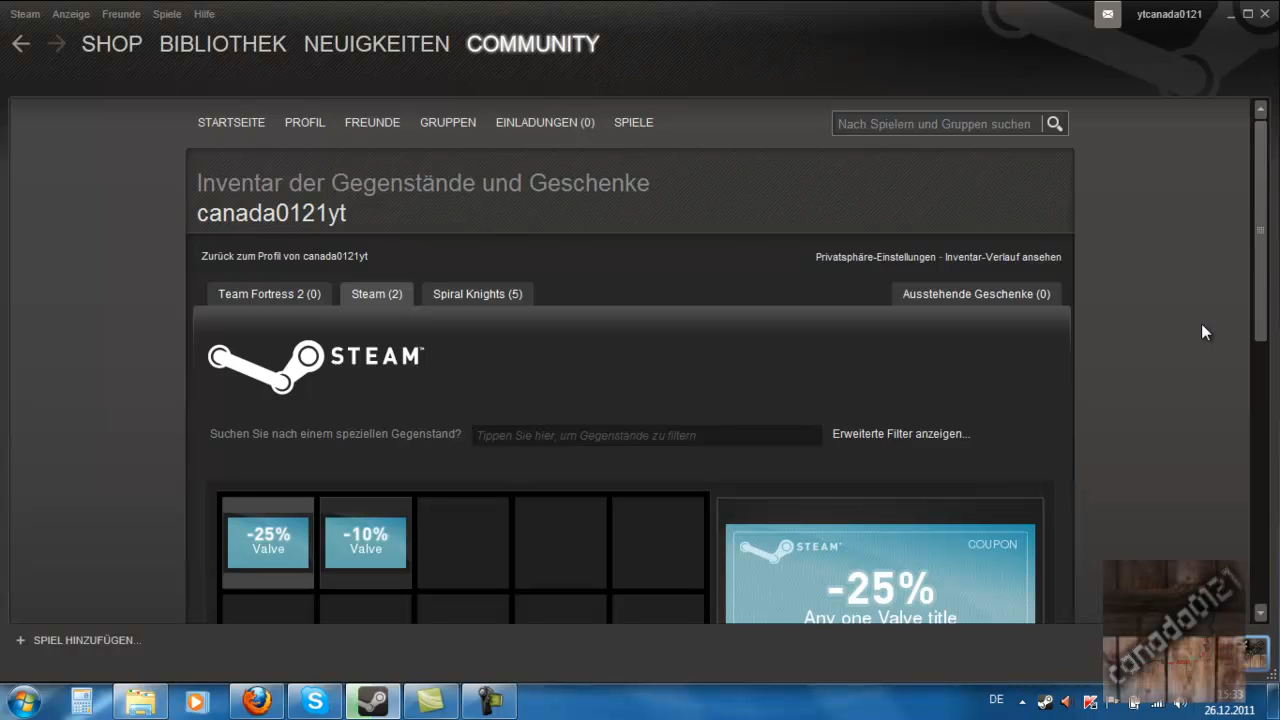 Steam Anzeige Freunde Spiele Hilfe
ytcanada0121
SHOP BIBLIOTHEK NEUIGKEITEN COMMUNITY
STARTSEITE PROFIL FREUNDE GRUPPEN EINLADUNGEN (0) SPIELE
Nach Spielern und Gruppen suchen
Inventar der Gegenstände und Geschenke
canada0121yt
Zurück zum Profil von canada0121yt
Privatsphäre-Einstellungen - Inventar-Verlauf ansehen
Team Fortress 2 (0) Steam (2) Spiral Knights (5) Ausstehende Geschenke (0)
STEAM™
Suchen Sie nach einem speziellen Gegenstand? Tippen Sie hier, um Gegenstände zu filtern Erweiterte Filter anzeigen...
-25%
Valve
-10%
Valve
STEAM™ COUPON
-25%
Any one Valve title
canada0121
+ SPIEL HINZUFÜGEN...
DE
15:33
26.12.2011